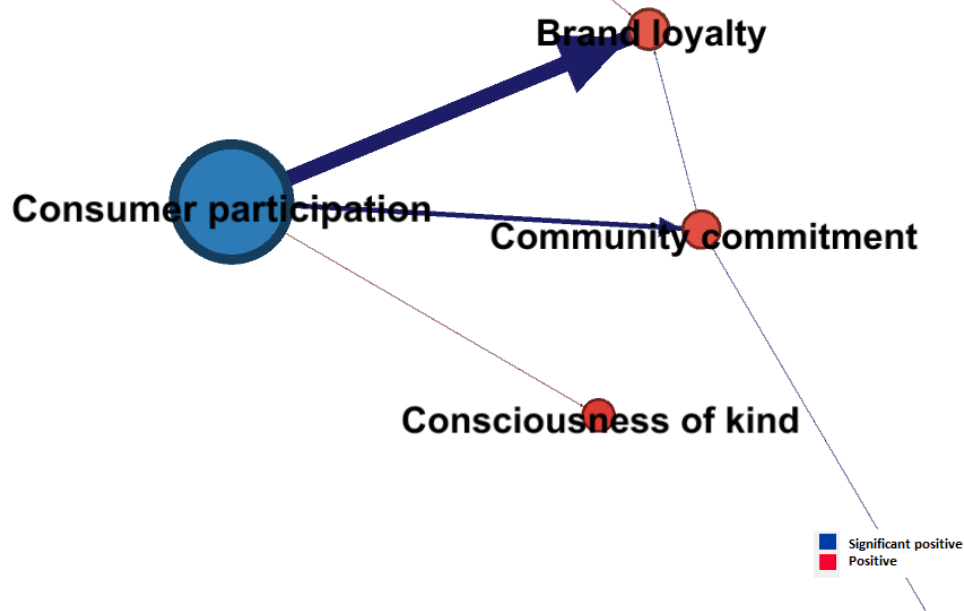 Brand loyalty
Consumer participation
Community commitment
Consciousness of kind
Significant positive
Positive